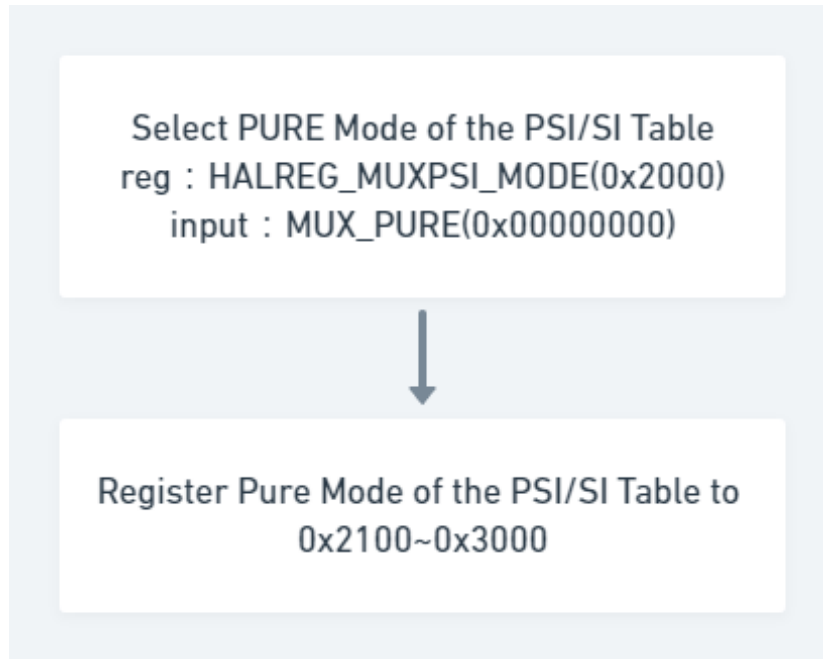 Select PURE Mode of the PSI/SI Table
reg : HALREG_MUXPSI_MODE(0x2000)
input : MUX_PURE(0x00000000)
Register Pure Mode of the PSI/SI Table to
0x2100~0x3000